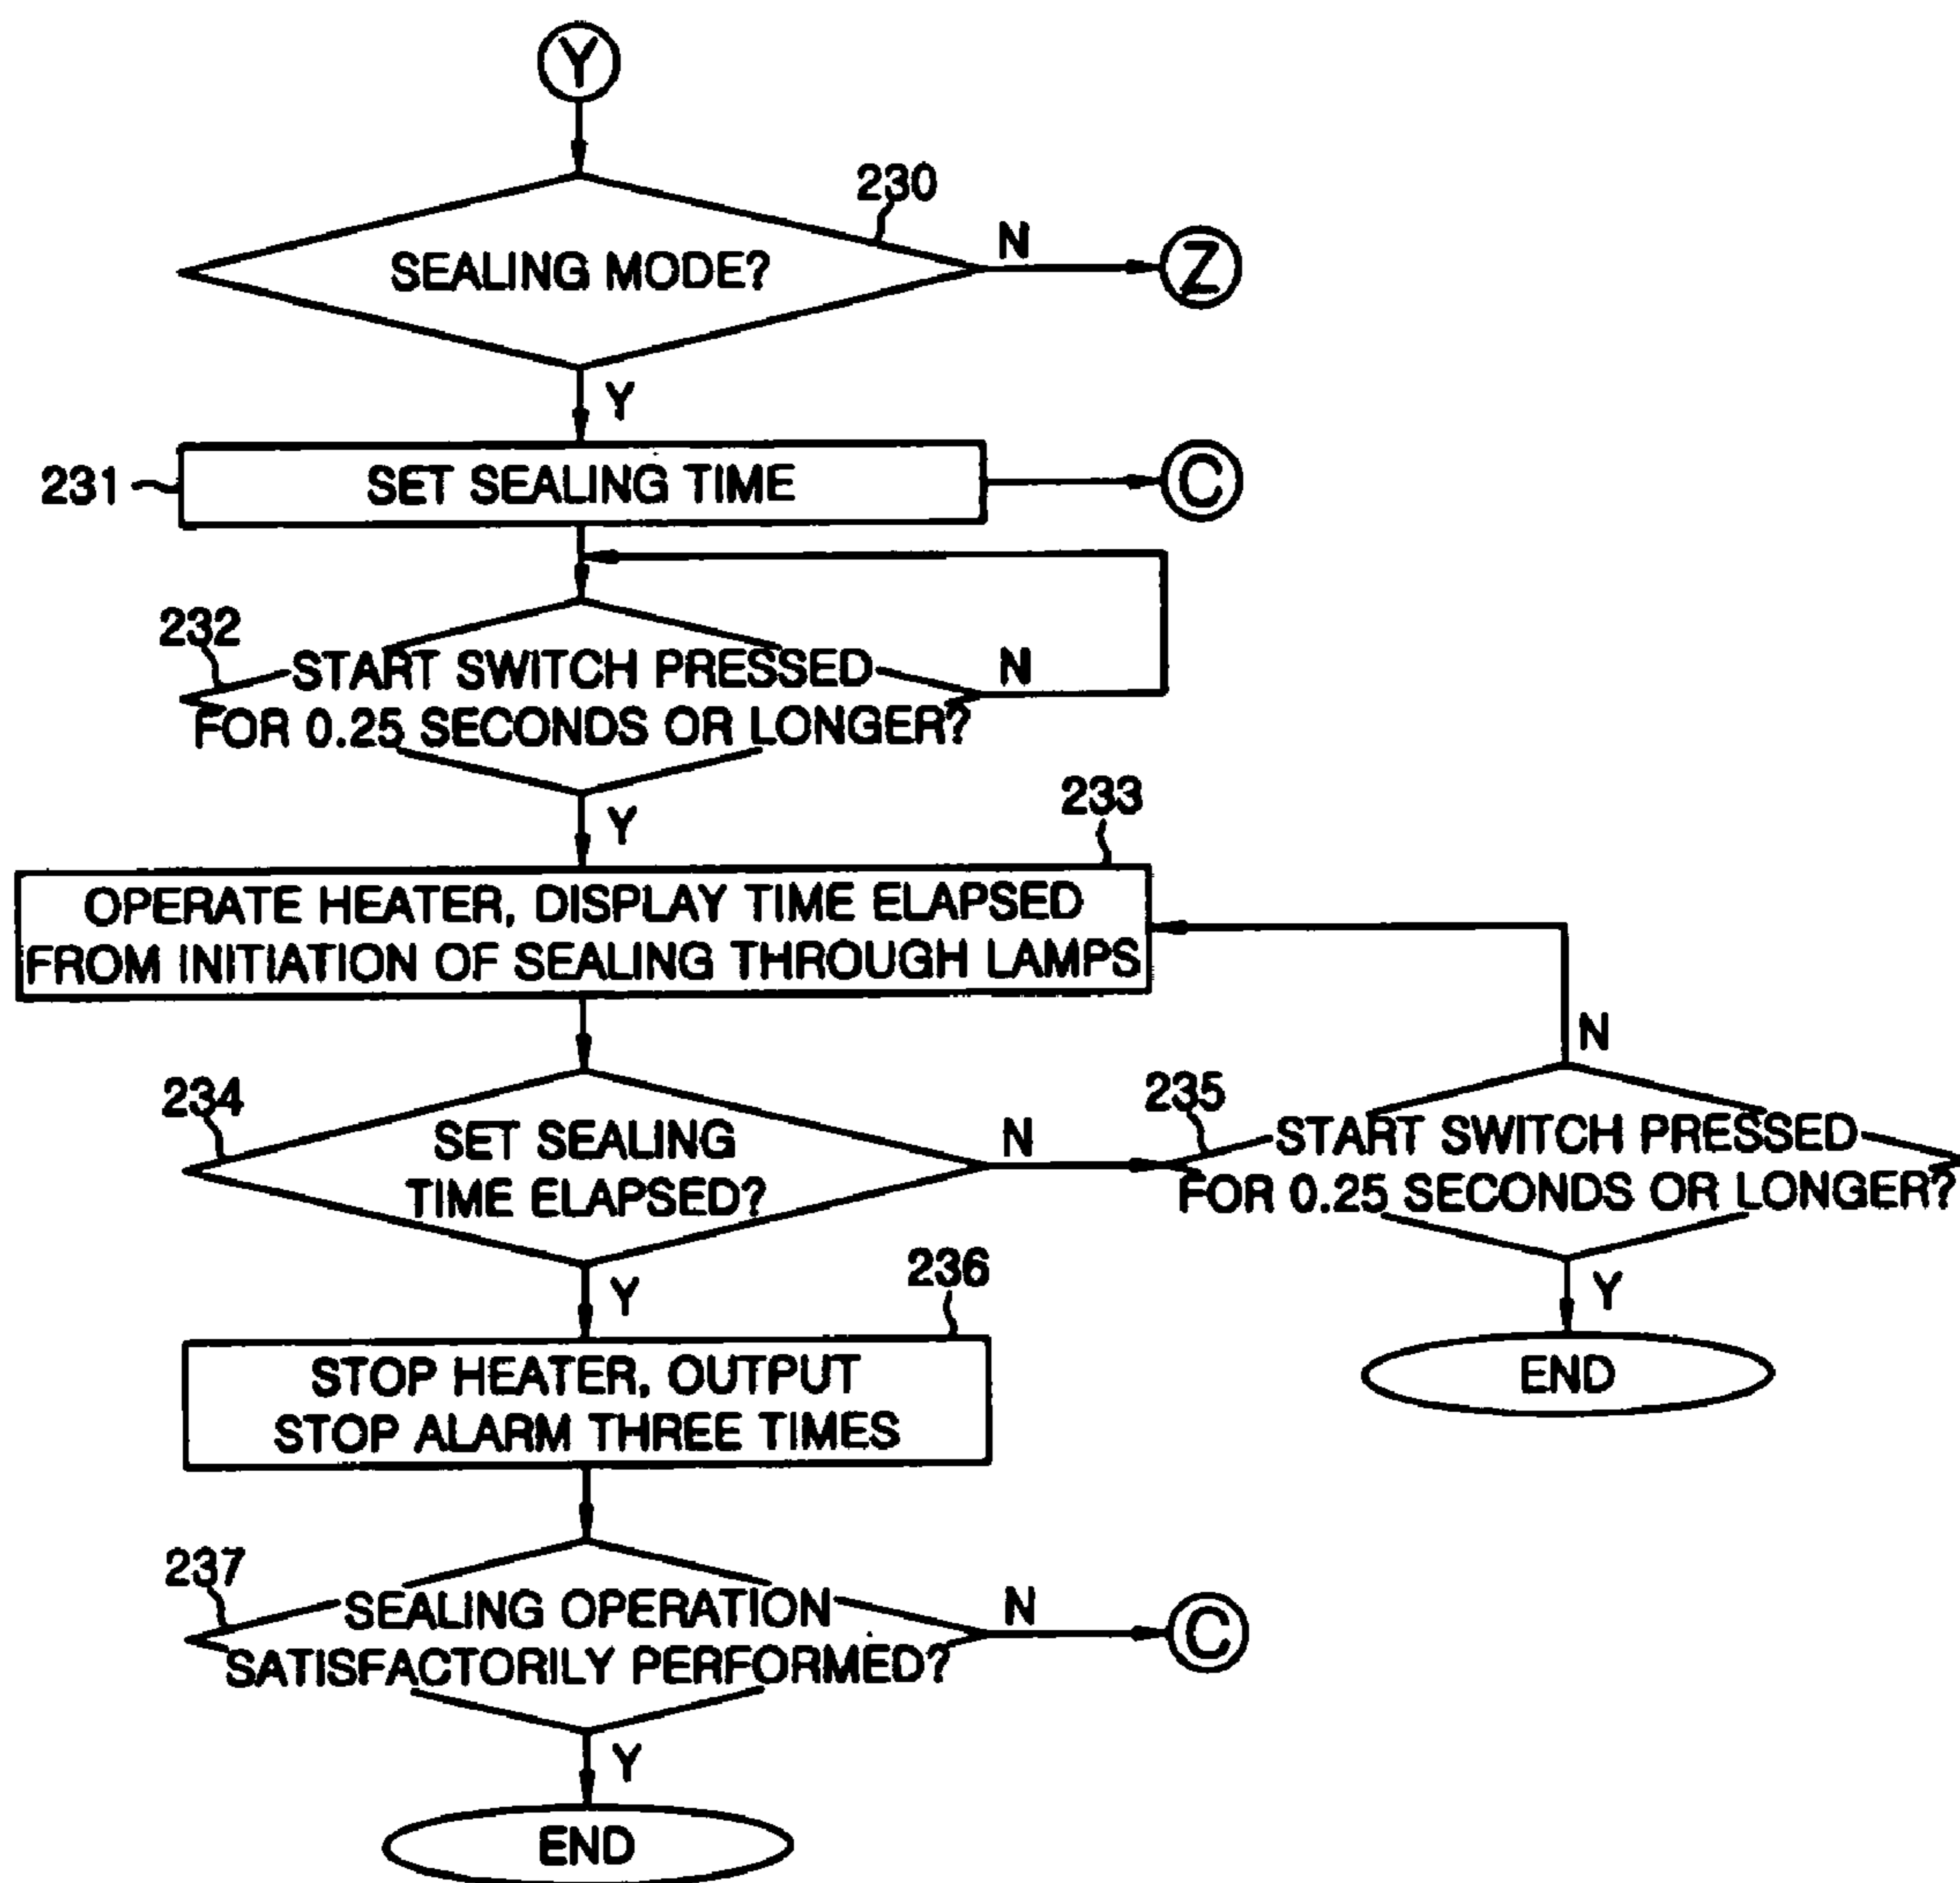 Y
230
SEALING MODE?
N
Z
Y
231
SET SEALING TIME
C
232
START SWITCH PRESSED
FOR 0.25 SECONDS OR LONGER?
N
Y
233
OPERATE HEATER, DISPLAY TIME ELAPSED
FROM INITIATION OF SEALING THROUGH LAMPS
234
SET SEALING
TIME ELAPSED?
N
235
START SWITCH PRESSED
FOR 0.25 SECONDS OR LONGER?
N
Y
END
Y
236
STOP HEATER, OUTPUT
STOP ALARM THREE TIMES
237
SEALING OPERATION
SATISFACTORILY PERFORMED?
N
C
Y
END